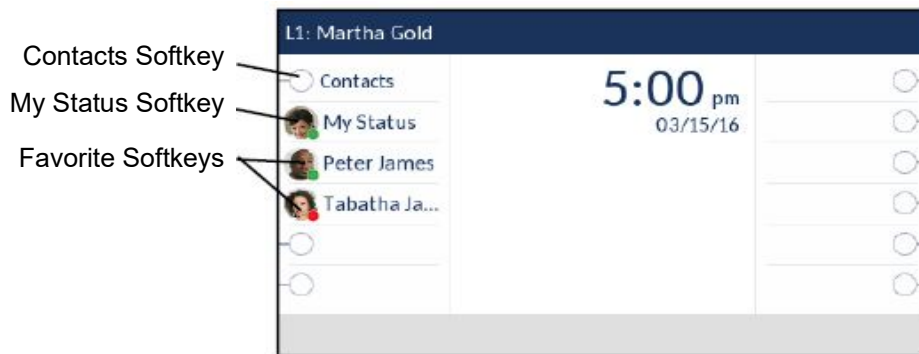 L1: Martha Gold
Contacts Softkey
Contacts
5:00 pm
My Status Softkey
My Status
03/15/16
Favorite Softkeys
Peter James
Tabatha Ja...